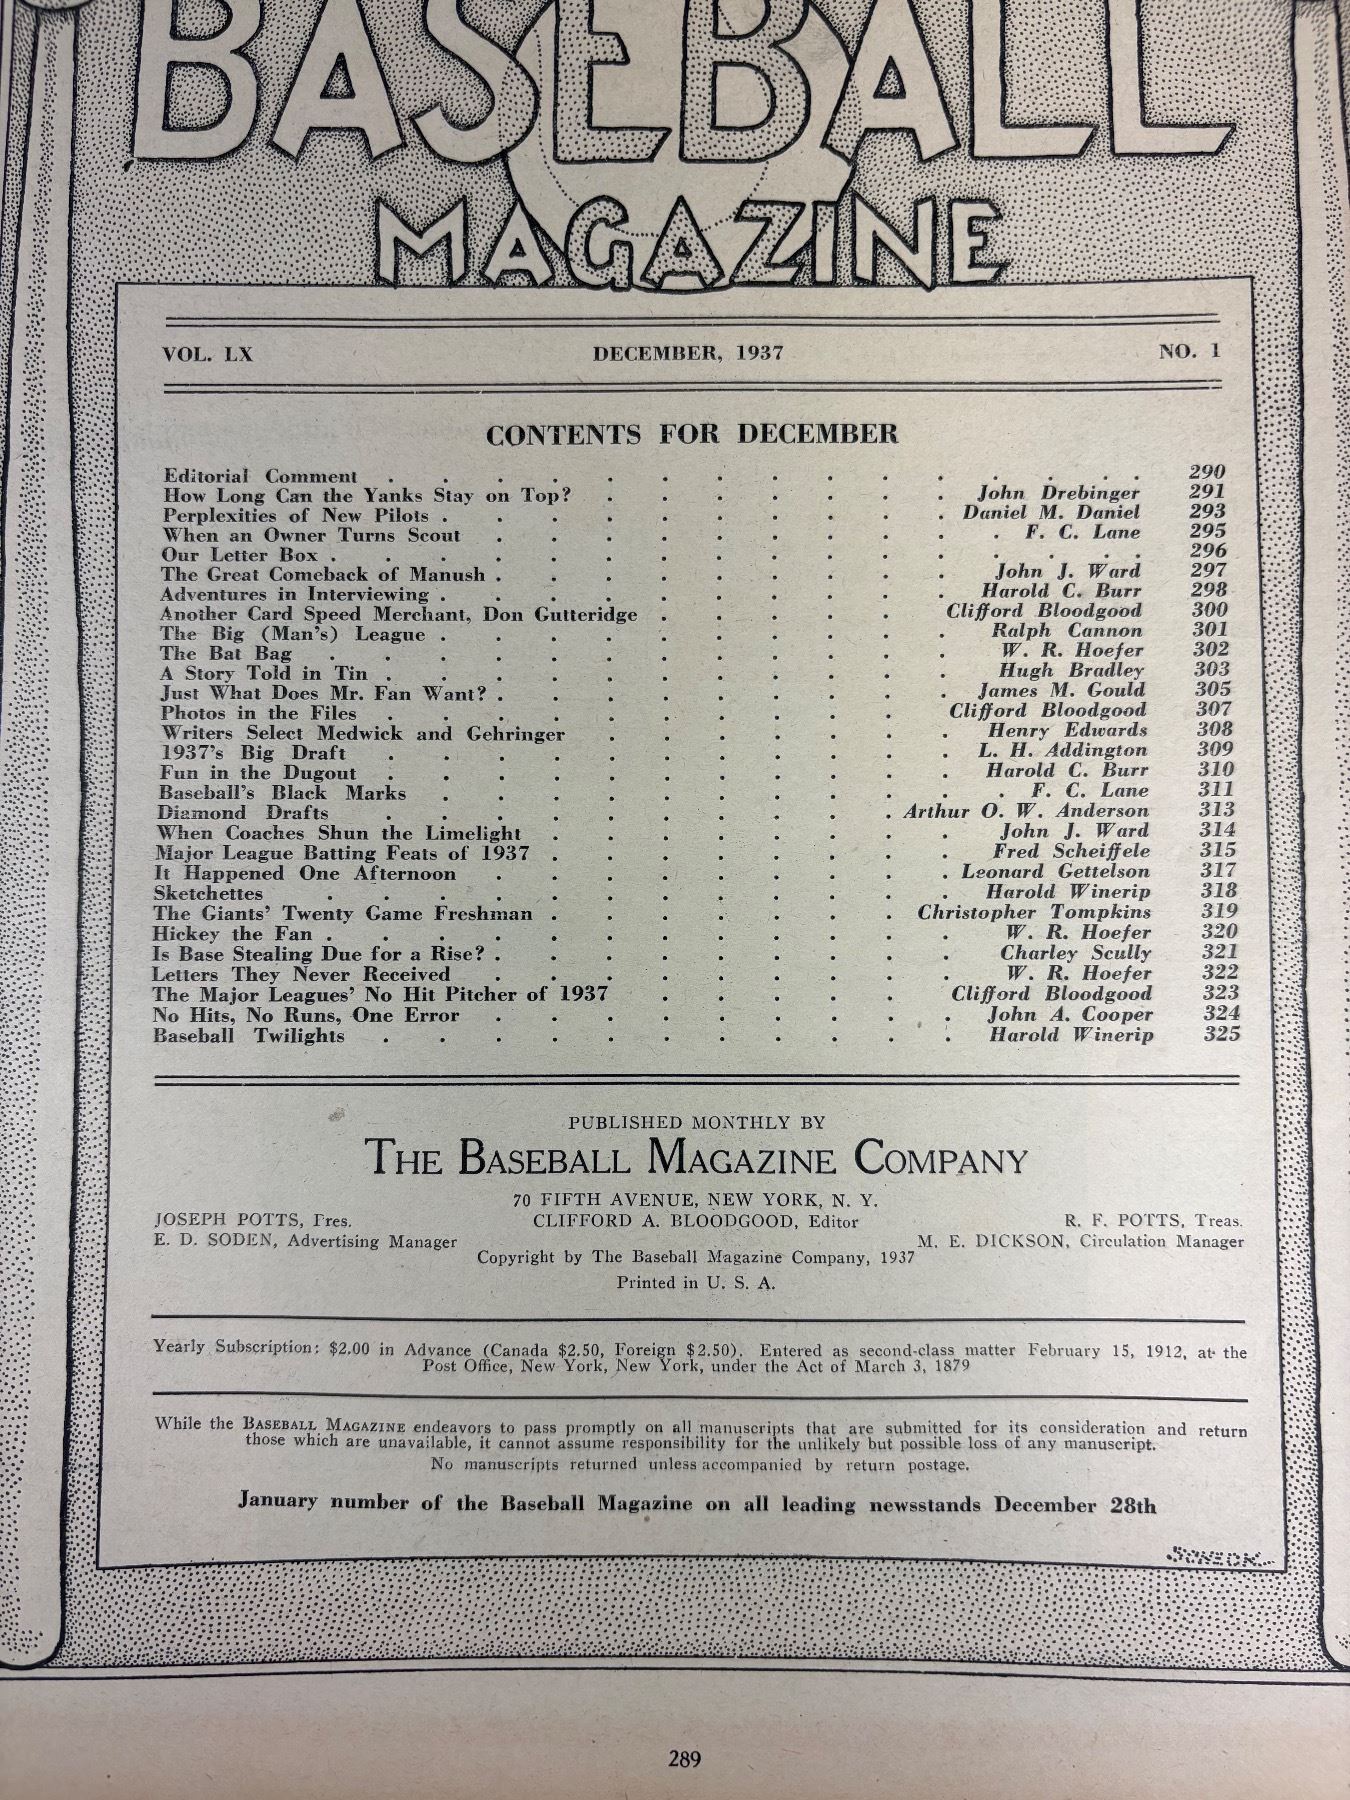 BASEBALL
MAGAZINE
VOL. LX DECEMBER, 1937 NO. 1
CONTENTS FOR DECEMBER
Editorial Comment . . . . . . . . . . . . . . 290
How Long Can the Yanks Stay on Top? . . . . . . . John Drebinger 291
Perplexities of New Pilots . . . . . . . . . . Daniel M. Daniel 293
When an Owner Turns Scout . . . . . . . . . . F. C. Lane 295
Our Letter Box . . . . . . . . . . . . . . . 296
The Great Comeback of Manush . . . . . . . . . John J. Ward 297
Adventures in Interviewing . . . . . . . . . . Harold C. Burr 298
Another Card Speed Merchant, Don Gutteridge . . . . . Clifford Bloodgood 300
The Big (Man's) League . . . . . . . . . . Ralph Cannon 301
The Bat Bag . . . . . . . . . . . . W. R. Hoefer 302
A Story Told in Tin . . . . . . . . . . . Hugh Bradley 303
Just What Does Mr. Fan Want? . . . . . . . . . James M. Gould 305
Photos in the Files . . . . . . . . . . Clifford Bloodgood 307
Writers Select Medwick and Gehringer . . . . . . . Henry Edwards 308
1937's Big Draft . . . . . . . . . . . L. H. Addington 309
Fun in the Dugout . . . . . . . . . . . Harold C. Burr 310
Baseball's Black Marks . . . . . . . . . . . F. C. Lane 311
Diamond Drafts . . . . . . . . . . Arthur O. W. Anderson 313
When Coaches Shun the Limelight . . . . . . . . John J. Ward 314
Major League Batting Feats of 1937 . . . . . . . . Fred Scheiffele 315
It Happened One Afternoon . . . . . . . . . Leonard Gettelson 317
Sketchettes . . . . . . . . . . . . Harold Winerip 318
The Giants' Twenty Game Freshman . . . . . . . Christopher Tompkins 319
Hickey the Fan . . . . . . . . . . . . W. R. Hoefer 320
Is Base Stealing Due for a Rise? . . . . . . . . . Charley Scully 321
Letters They Never Received . . . . . . . . . W. R. Hoefer 322
The Major Leagues' No Hit Pitcher of 1937 . . . . . Clifford Bloodgood 323
No Hits, No Runs, One Error . . . . . . . . . John A. Cooper 324
Baseball Twilights . . . . . . . . . . . Harold Winerip 325
PUBLISHED MONTHLY BY
THE BASEBALL MAGAZINE COMPANY
70 FIFTH AVENUE, NEW YORK, N. Y.
JOSEPH POTTS, Pres. CLIFFORD A. BLOODGOOD, Editor R. F. POTTS, Treas.
E. D. SODEN, Advertising Manager M. E. DICKSON, Circulation Manager
Copyright by The Baseball Magazine Company, 1937
Printed in U. S. A.
Yearly Subscription: $2.00 in Advance (Canada $2.50, Foreign $2.50). Entered as second-class matter February 15, 1912, at the
Post Office, New York, New York, under the Act of March 3, 1879
While the BASEBALL MAGAZINE endeavors to pass promptly on all manuscripts that are submitted for its consideration and return
those which are unavailable, it cannot assume responsibility for the unlikely but possible loss of any manuscript.
No manuscripts returned unless accompanied by return postage.
January number of the Baseball Magazine on all leading newsstands December 28th
289